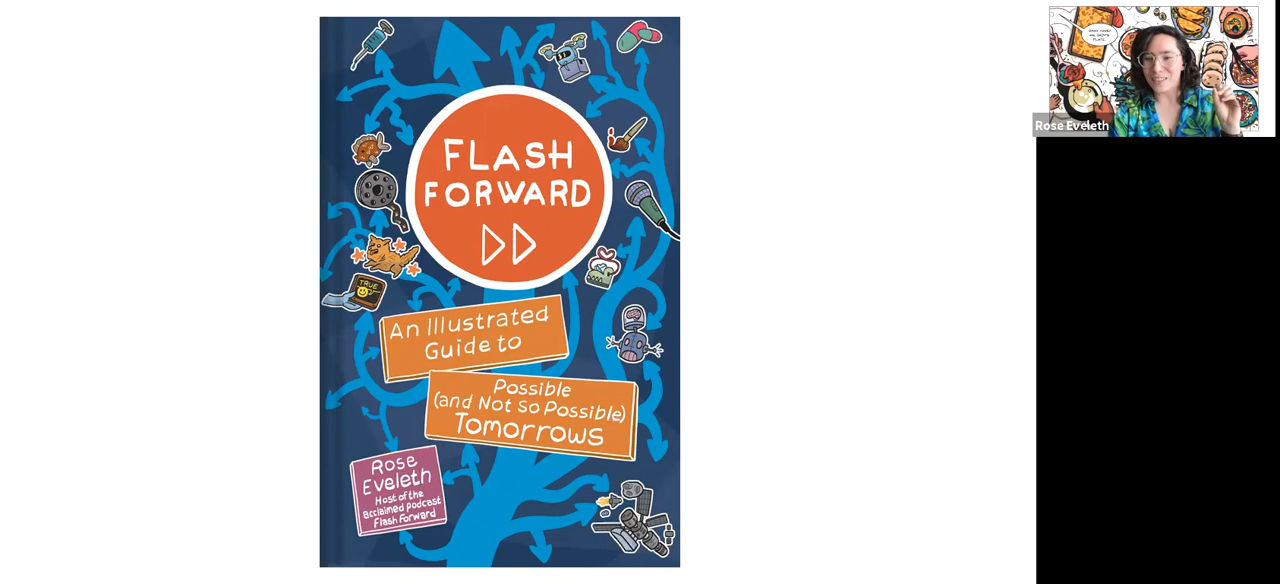 FLASH
FORWARD
An Illustrated
Guide to
Possible
(and Not So Possible)
Tomorrows
Rose
Eveleth
Host of the
acclaimed podcast
Flash Forward
TRUE
Rose Eveleth